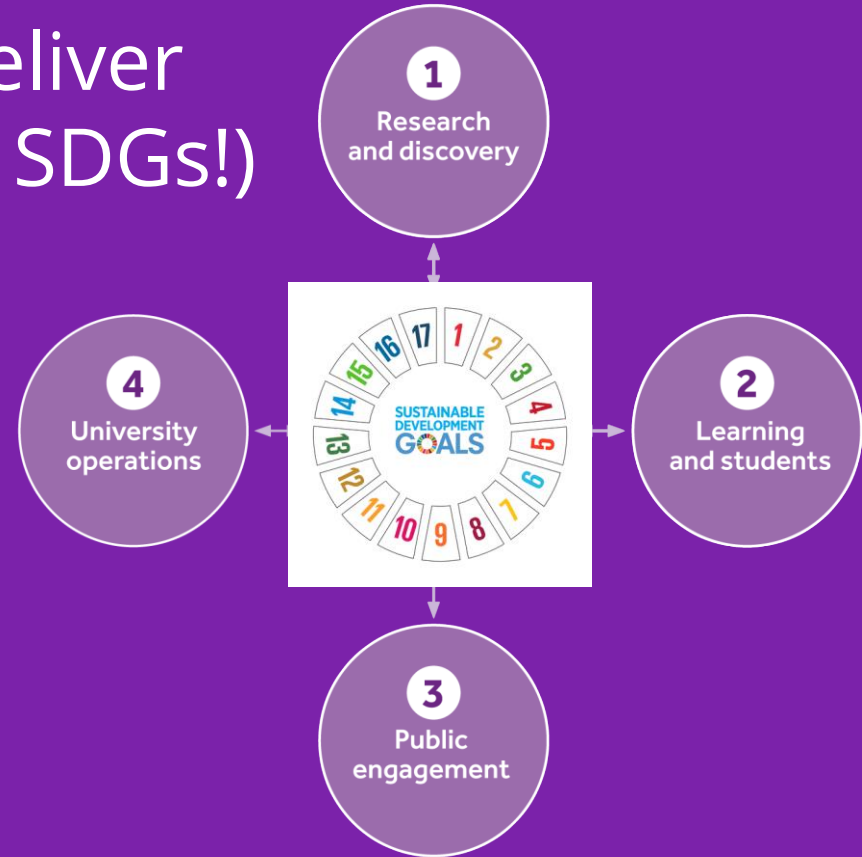 eliver
SDGs!)
1
Research
and discovery
4
University
operations
17 1 2 3 4 5 6 7 8 9 10 11 12 13 14 15 16
SUSTAINABLE
DEVELOPMENT
GOALS
2
Learning
and students
3
Public
engagement